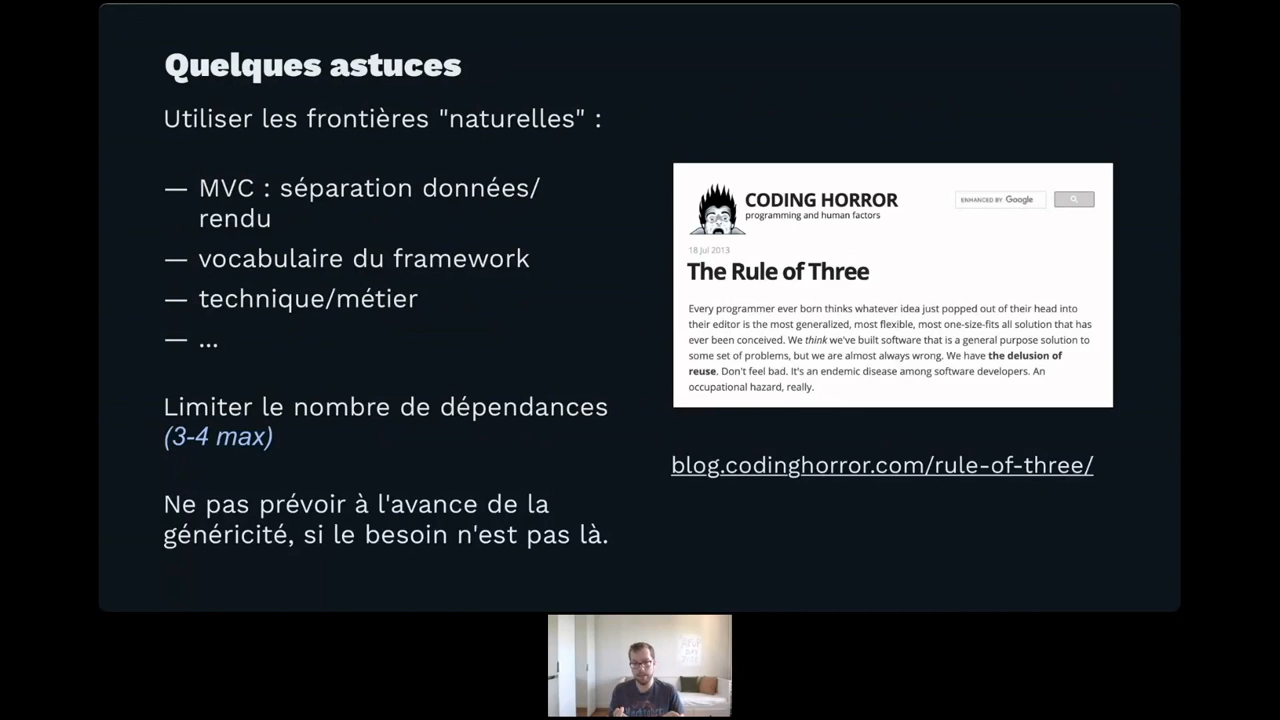 Quelques astuces
Utiliser les frontières "naturelles" :
— MVC : séparation données/
rendu
— vocabulaire du framework
— technique/métier
— ...
Limiter le nombre de dépendances
(3-4 max)
Ne pas prévoir à l'avance de la
généricité, si le besoin n'est pas là.
CODING HORROR
programming and human factors
ENHANCED BY Google
18 Jul 2013
The Rule of Three
Every programmer ever born thinks whatever idea just popped out of their head into
their editor is the most generalized, most flexible, most one-size-fits all solution that has
ever been conceived. We think we've built software that is a general purpose solution to
some set of problems, but we are almost always wrong. We have the delusion of
reuse. Don't feel bad. It's an endemic disease among software developers. An
occupational hazard, really.
blog.codinghorror.com/rule-of-three/